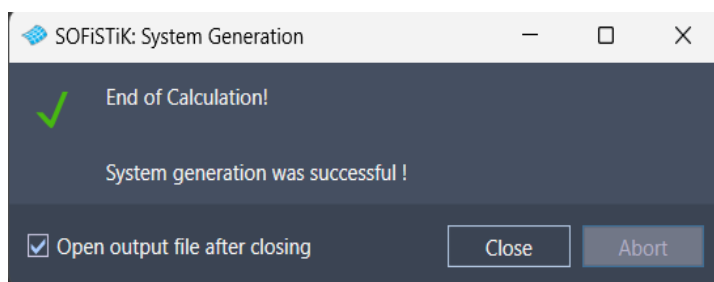 SOFiSTiK: System Generation
End of Calculation!
System generation was successful !
Open output file after closing
Close
Abort